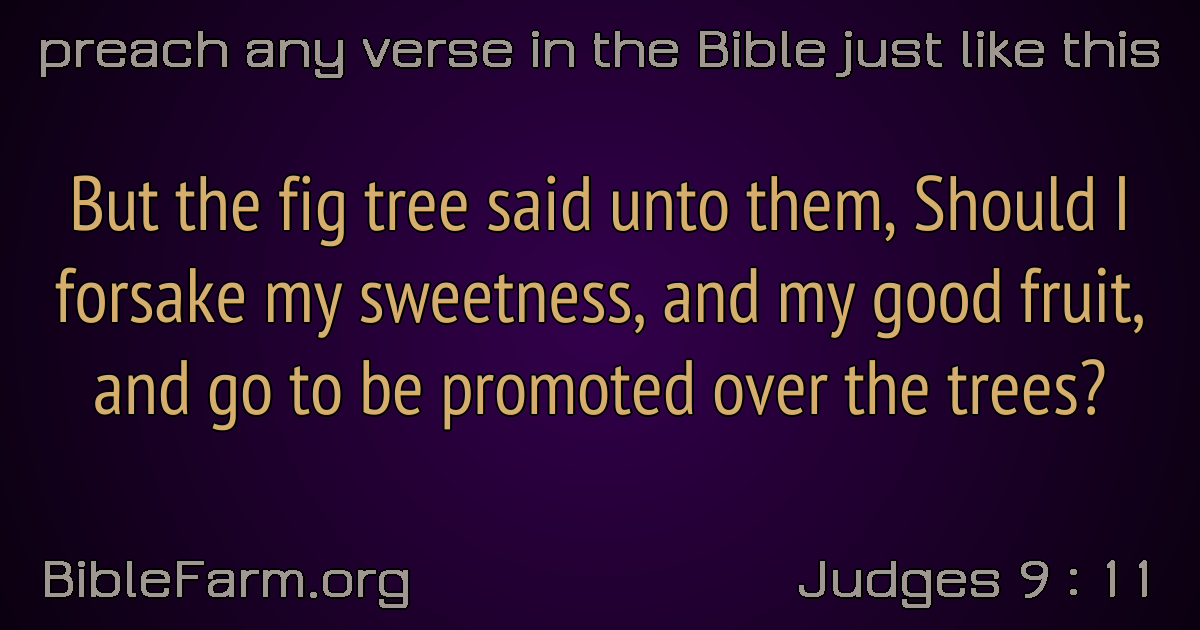 preach any verse in the Bible just like this
But the fig tree said unto them, Should I
forsake my sweetness, and my good fruit,
and go to be promoted over the trees?
BibleFarm.org
Judges 9 : 11